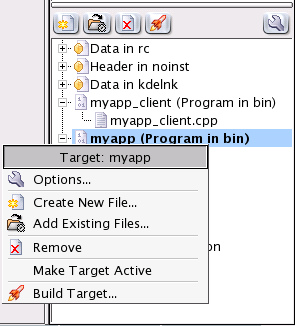 Data in rc
Header in noinst
Data in kdelnk
myapp_client (Program in bin)
myapp_client.cpp
myapp (Program in bin)
Target: myapp
Options...
Create New File...
Add Existing Files...
Remove
Make Target Active
Build Target...